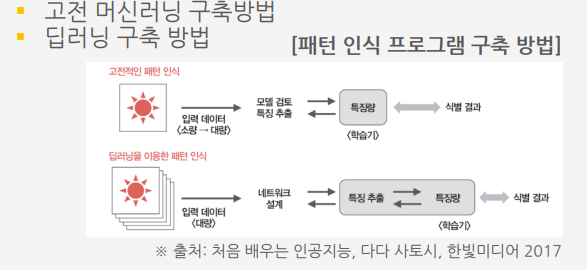 고전 머신러닝 구축방법
딥러닝 구축 방법
[패턴 인식 프로그램 구축 방법]
고전적인 패턴 인식
입력 데이터
<소량 → 대량>
모델 검토
특징 추출
특징량
<학습기>
식별 결과
딥러닝을 이용한 패턴 인식
입력 데이터
<대량>
네트워크
설계
특징 추출
특징량
<학습기>
식별 결과
※ 출처: 처음 배우는 인공지능, 다다 사토시, 한빛미디어 2017